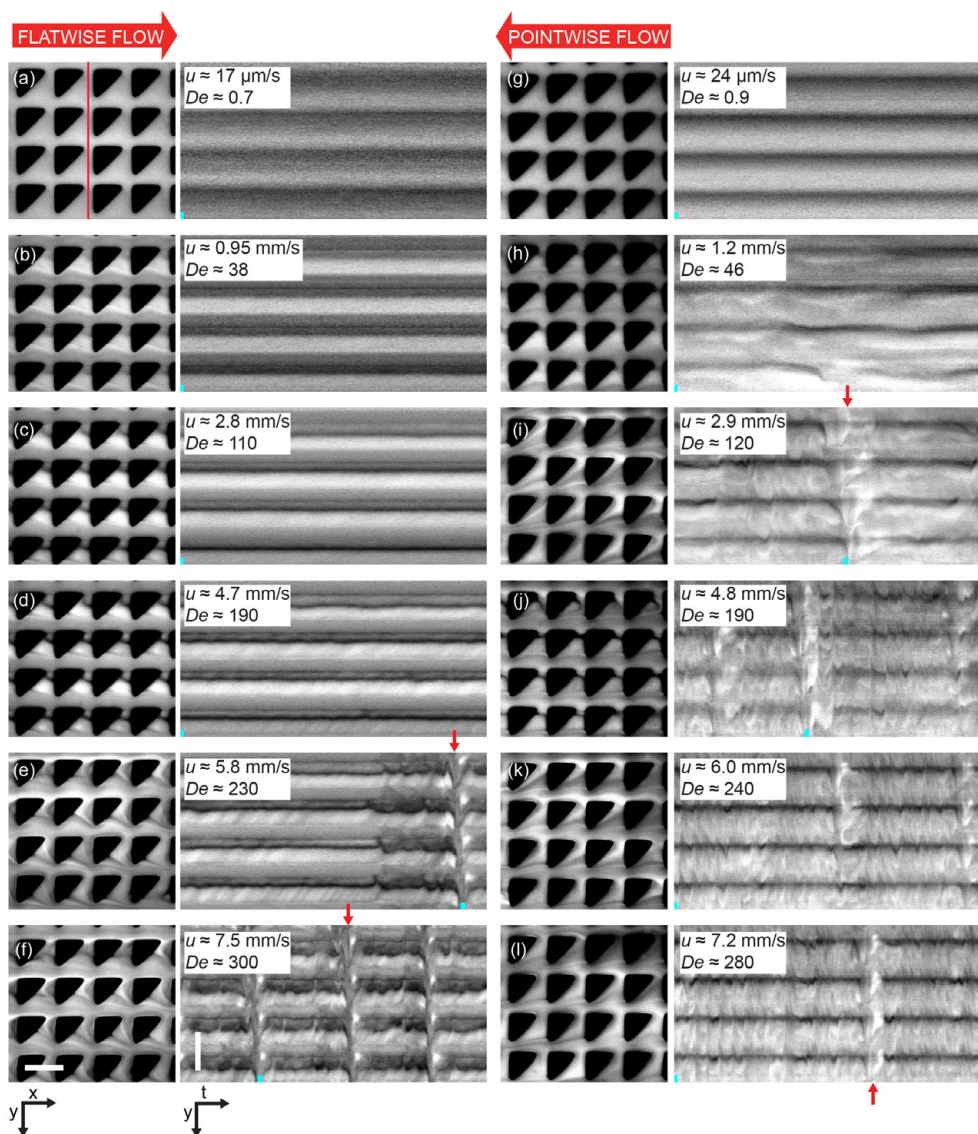 FLATWISE FLOW
POINTWISE FLOW
(a)
u ≈ 17 μm/s
De ≈ 0.7
(g)
u ≈ 24 μm/s
De ≈ 0.9
(b)
u ≈ 0.95 mm/s
De ≈ 38
(h)
u ≈ 1.2 mm/s
De ≈ 46
(c)
u ≈ 2.8 mm/s
De ≈ 110
(i)
u ≈ 2.9 mm/s
De ≈ 120
(d)
u ≈ 4.7 mm/s
De ≈ 190
(j)
u ≈ 4.8 mm/s
De ≈ 190
(e)
u ≈ 5.8 mm/s
De ≈ 230
(k)
u ≈ 6.0 mm/s
De ≈ 240
(f)
u ≈ 7.5 mm/s
De ≈ 300
(l)
u ≈ 7.2 mm/s
De ≈ 280
x
y
t
y